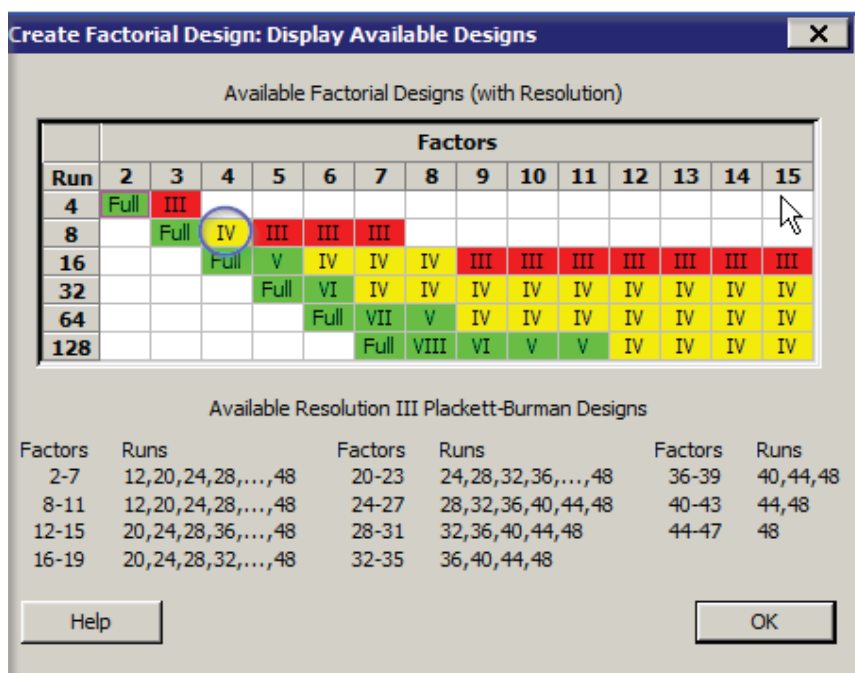 Create Factorial Design: Display Available Designs
Available Factorial Designs (with Resolution)
Factors
Run 2 3 4 5 6 7 8 9 10 11 12 13 14 15
4 Full III
8 Full IV III III III
16 Full V IV IV IV III III III III III III III
32 Full VI IV IV IV IV IV IV IV IV IV
64 Full VII V IV IV IV IV IV IV IV
128 Full VIII VI V V IV IV IV IV
Available Resolution III Plackett-Burman Designs
Factors Runs Factors Runs Factors Runs
2-7 12,20,24,28,...,48 20-23 24,28,32,36,...,48 36-39 40,44,48
8-11 12,20,24,28,...,48 24-27 28,32,36,40,44,48 40-43 44,48
12-15 20,24,28,36,...,48 28-31 32,36,40,44,48 44-47 48
16-19 20,24,28,32,...,48 32-35 36,40,44,48
Help OK